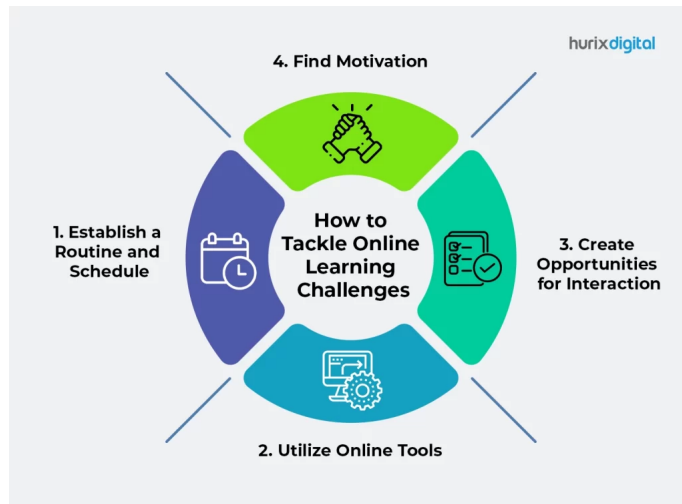 hurixdigital
4. Find Motivation
How to
Tackle Online
Learning
Challenges
1. Establish a
Routine and
Schedule
3. Create
Opportunities
for Interaction
2. Utilize Online Tools